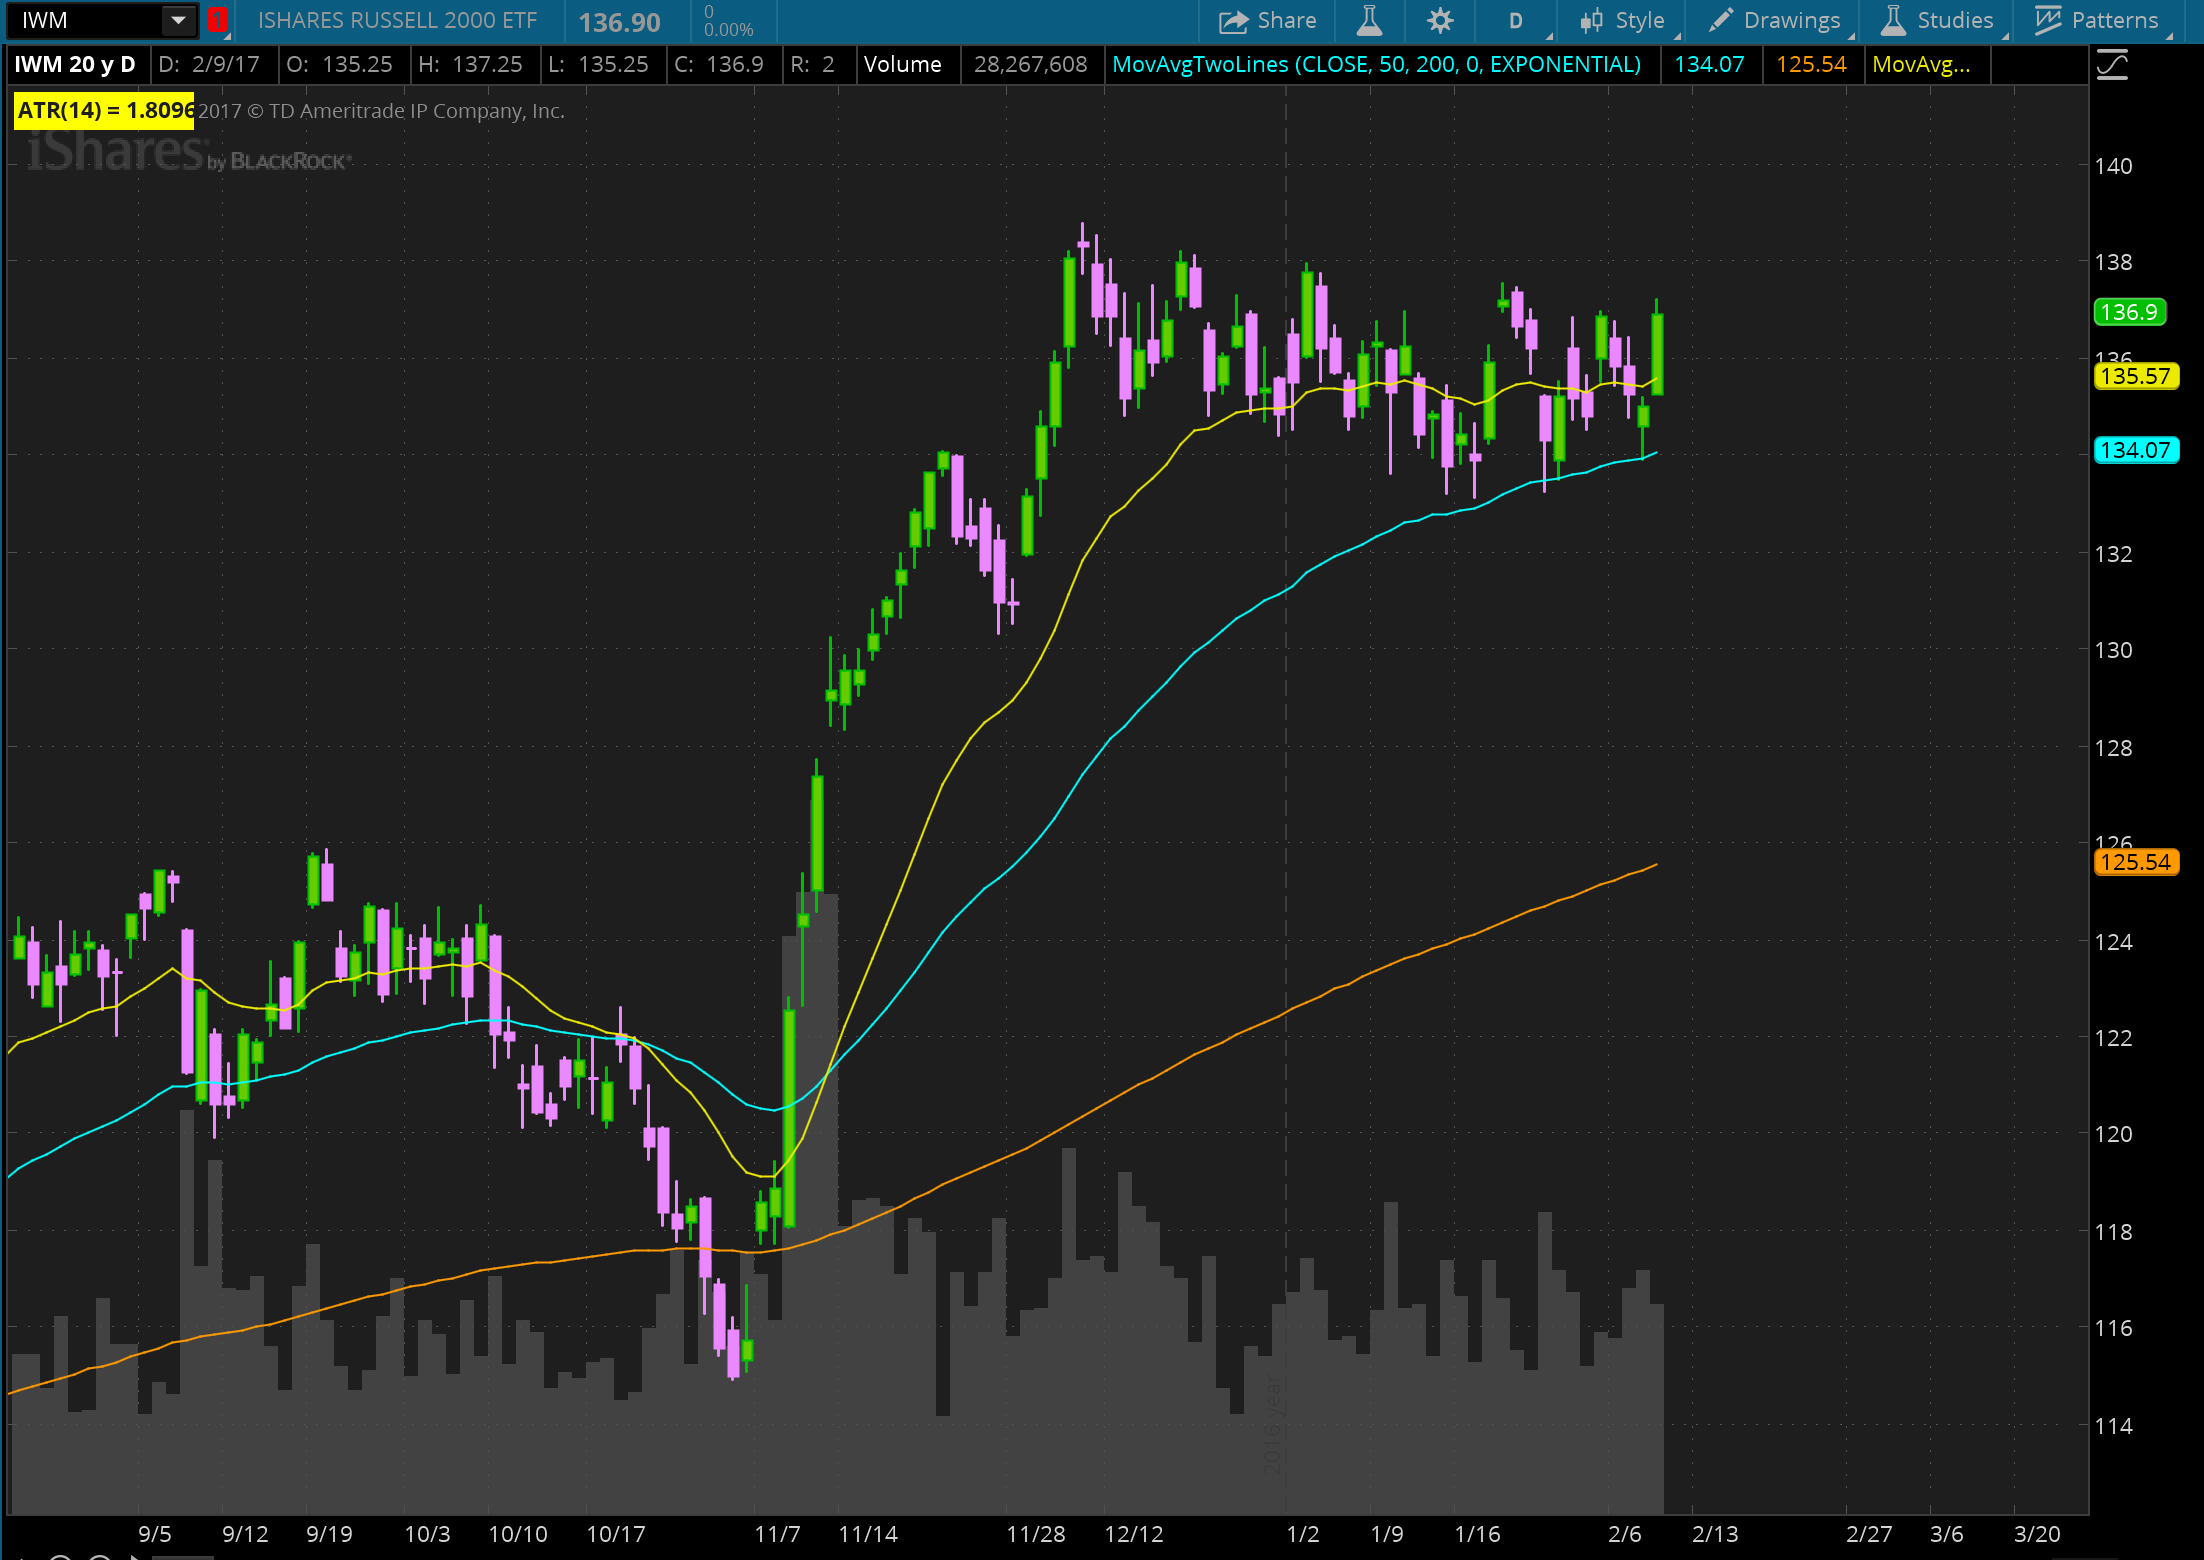 IWM 1 ISHARES RUSSELL 2000 ETF 136.90 0 0.00% Share D Style Drawings Studies Patterns
IWM 20 y D D: 2/9/17 O: 135.25 H: 137.25 L: 135.25 C: 136.9 R: 2 Volume 28,267,608 MovAvgTwoLines (CLOSE, 50, 200, 0, EXPONENTIAL) 134.07 125.54 MovAvg...
ATR(14) = 1.8096 2017 © TD Ameritrade IP Company, Inc.
iShares® by BLACKROCK®
140
138
136.9
136
135.57
134.07
132
130
128
126
125.54
124
122
120
118
116
114
2016 year
9/5 9/12 9/19 10/3 10/10 10/17 11/7 11/14 11/28 12/12 1/2 1/9 1/16 2/6 2/13 2/27 3/6 3/20